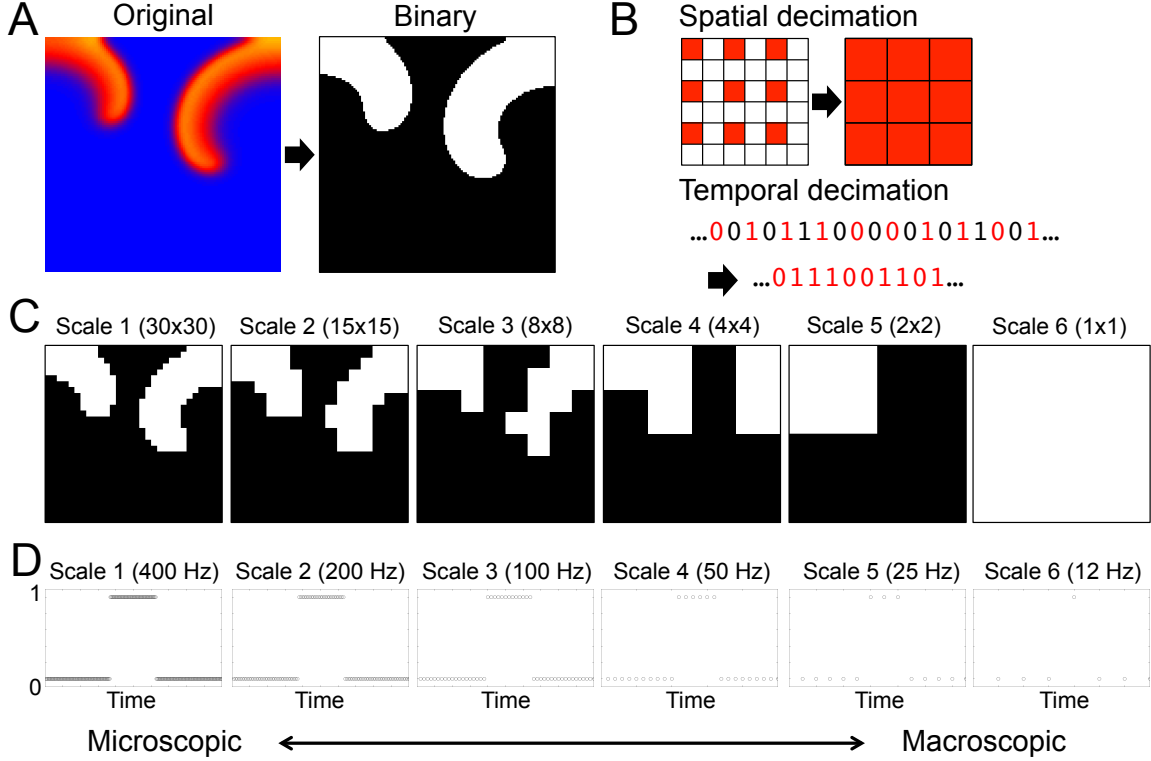 A
Original
Binary
B
Spatial decimation
Temporal decimation
...0010111000001011001...
...0111001101...
C
Scale 1 (30x30)
Scale 2 (15x15)
Scale 3 (8x8)
Scale 4 (4x4)
Scale 5 (2x2)
Scale 6 (1x1)
D
Scale 1 (400 Hz)
Scale 2 (200 Hz)
Scale 3 (100 Hz)
Scale 4 (50 Hz)
Scale 5 (25 Hz)
Scale 6 (12 Hz)
1
0
Time
Time
Time
Time
Time
Time
Microscopic
Macroscopic